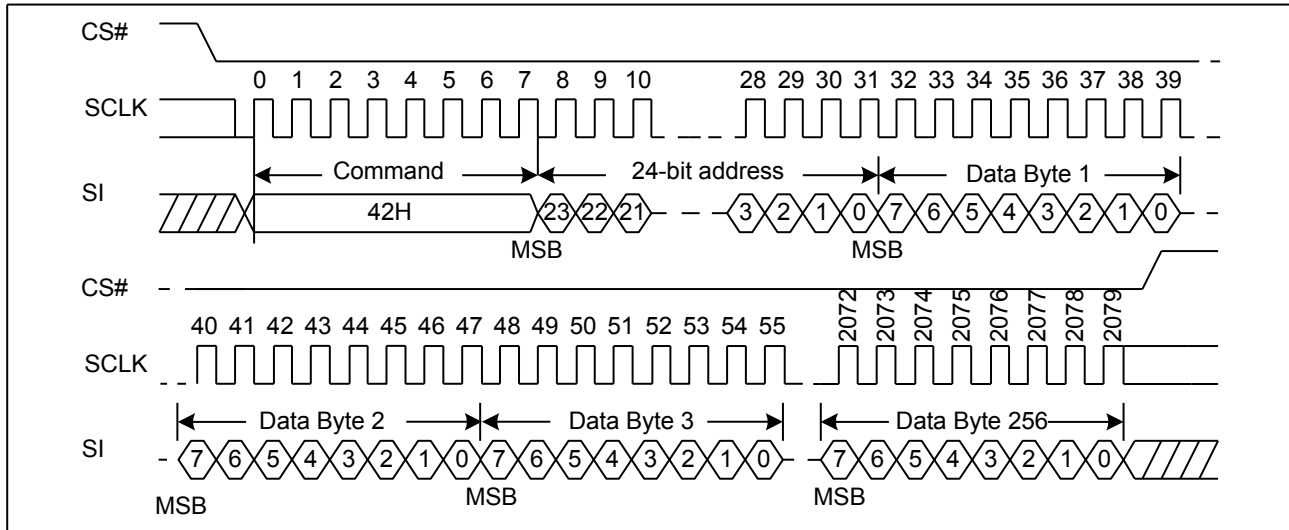 CS#
0 1 2 3 4 5 6 7 8 9 10 28 29 30 31 32 33 34 35 36 37 38 39
SCLK
Command 24-bit address Data Byte 1
SI
42H 23 22 21 3 2 1 0 7 6 5 4 3 2 1 0
MSB MSB
CS#
40 41 42 43 44 45 46 47 48 49 50 51 52 53 54 55 2072 2073 2074 2075 2076 2077 2078 2079
SCLK
Data Byte 2 Data Byte 3 Data Byte 256
SI
7 6 5 4 3 2 1 0 7 6 5 4 3 2 1 0 7 6 5 4 3 2 1 0
MSB MSB MSB